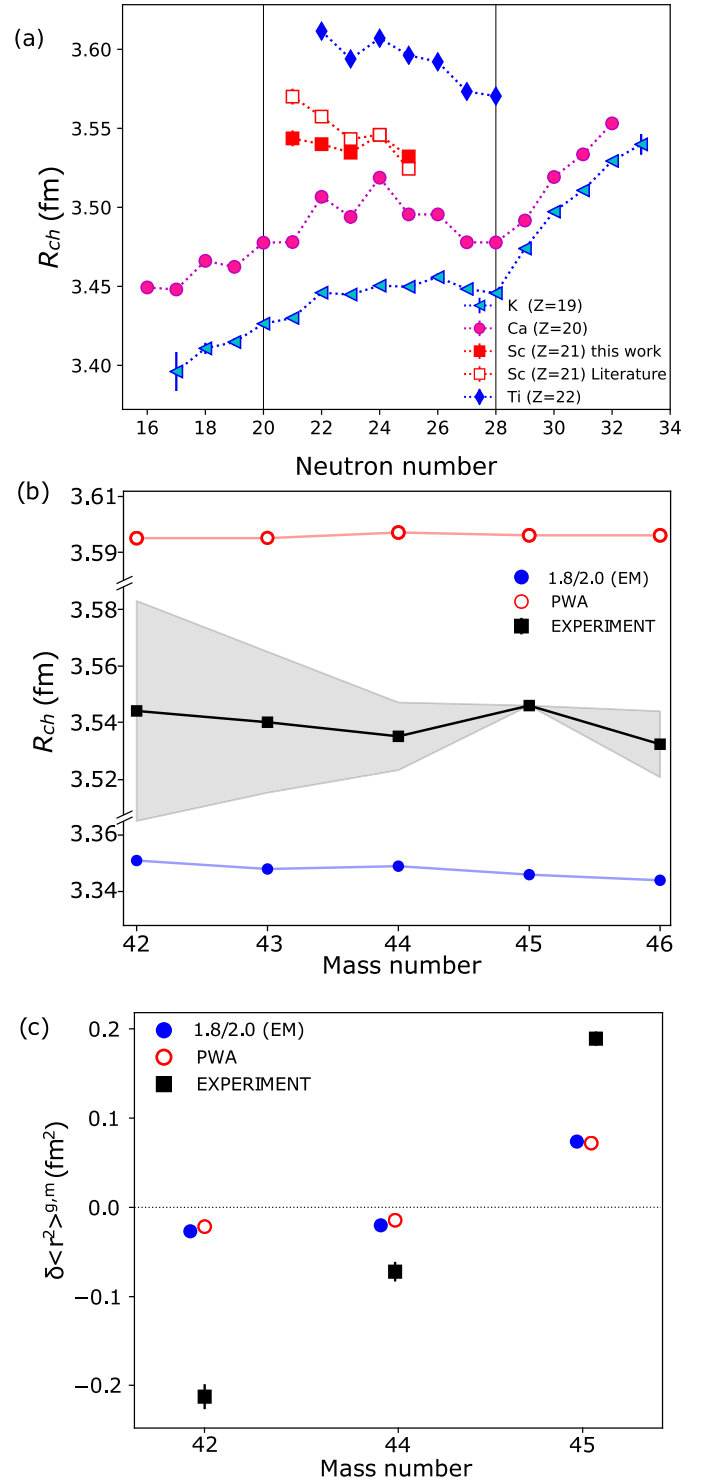 (a)
3.60
3.55
3.50
3.45
3.40
R_ch (fm)
K (Z=19)
Ca (Z=20)
Sc (Z=21) this work
Sc (Z=21) Literature
Ti (Z=22)
16 18 20 22 24 26 28 30 32 34
Neutron number
(b)
3.61
3.59
3.58
3.56
3.54
3.52
3.36
3.34
R_ch (fm)
1.8/2.0 (EM)
PWA
EXPERIMENT
42 43 44 45 46
Mass number
(c)
0.2
0.1
0.0
−0.1
−0.2
δ<r²>^g,m (fm²)
1.8/2.0 (EM)
PWA
EXPERIMENT
42 44 45
Mass number